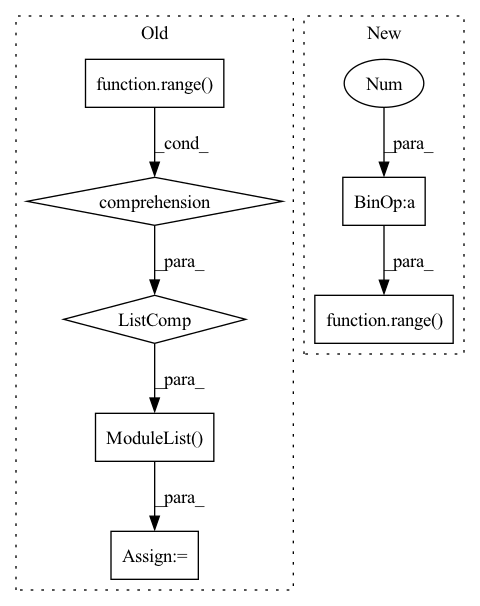 Old
New
function.range()
Num
_cond_
_para_
comprehension
BinOp:a
_para_
_para_
ListComp
function.range()
_para_
ModuleList()
_para_
Assign:=